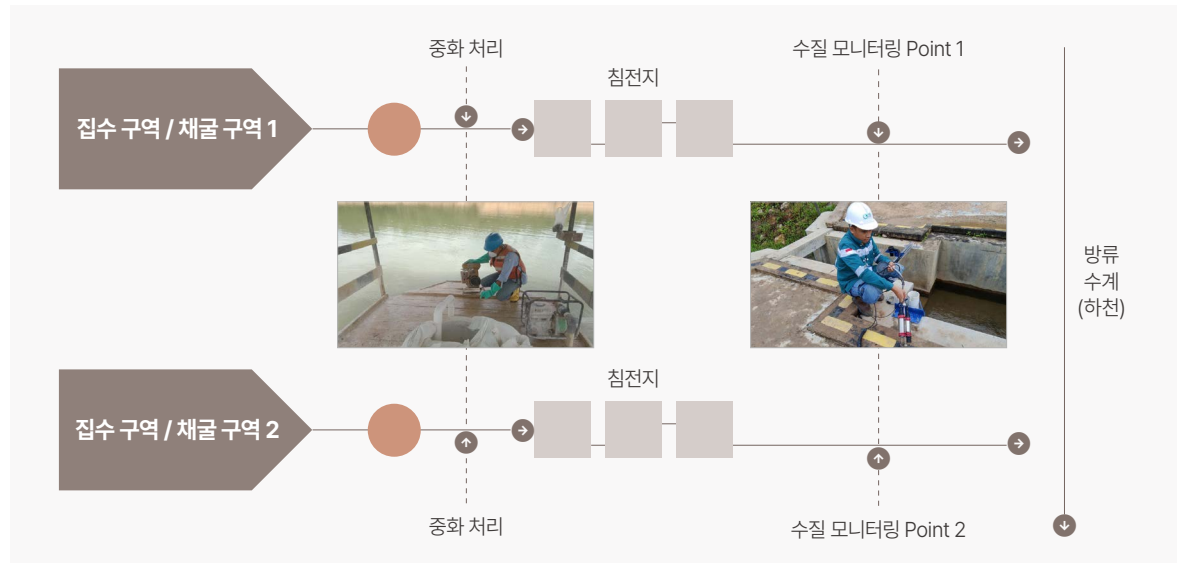 중화 처리
수질 모니터링 Point 1
침전지
집수 구역 / 채굴 구역 1
방류
수계
(하천)
침전지
집수 구역 / 채굴 구역 2
중화 처리
수질 모니터링 Point 2